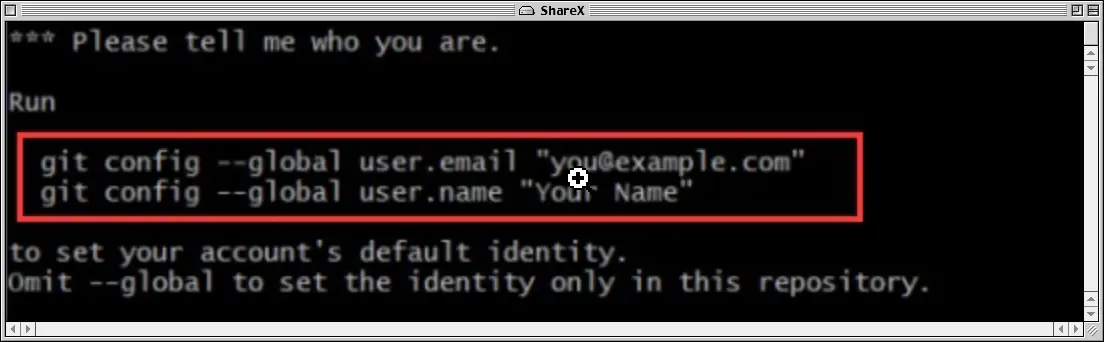 ShareX
*** Please tell me who you are.
Run
git config --global user.email "you@example.com"
git config --global user.name "Your Name"
to set your account's default identity.
Omit --global to set the identity only in this repository.